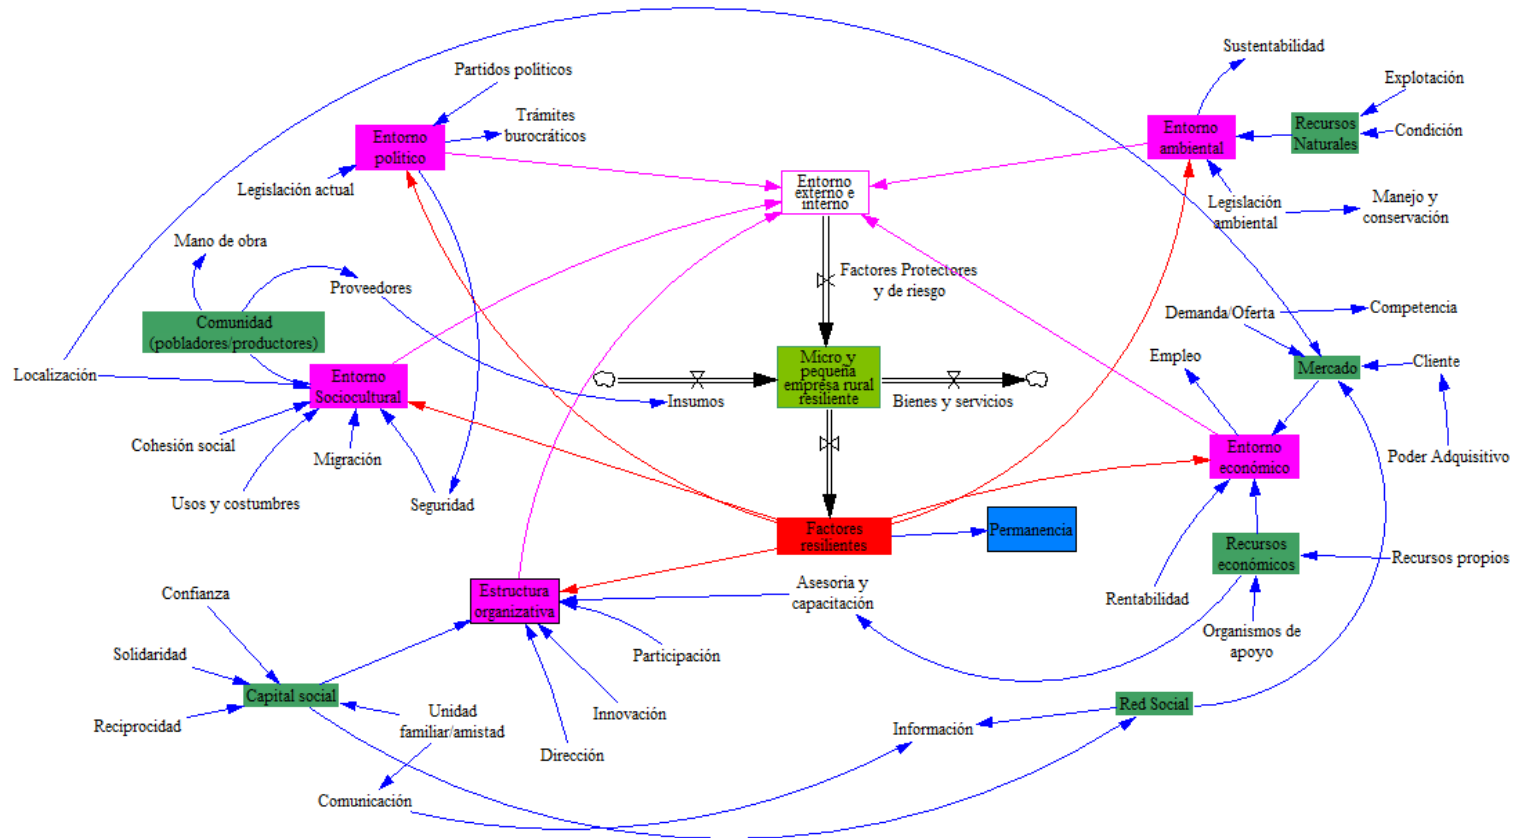 Sustentabilidad
Partidos políticos
Explotación
Trámites
burocráticos
Entorno
político
Entorno
ambiental
Recursos
Naturales
Condición
Legislación actual
Entorno
externo e
interno
Legislación
ambiental
Manejo y
conservación
Mano de obra
Proveedores
Factores Protectores
y de riesgo
Demanda/Oferta
Competencia
Comunidad
(pobladores/productores)
Empleo
Localización
Entorno
Sociocultural
Micro y
pequeña
empresa rural
resiliente
Mercado
Cliente
Insumos
Bienes y servicios
Cohesión social
Migración
Entorno
económico
Poder Adquisitivo
Usos y costumbres
Seguridad
Factores
resilientes
Permanencia
Recursos
económicos
Recursos propios
Confianza
Estructura
organizativa
Asesoria y
capacitación
Rentabilidad
Organismos de
apoyo
Solidaridad
Participación
Capital social
Reciprocidad
Unidad
familiar/amistad
Innovación
Red Social
Información
Dirección
Comunicación